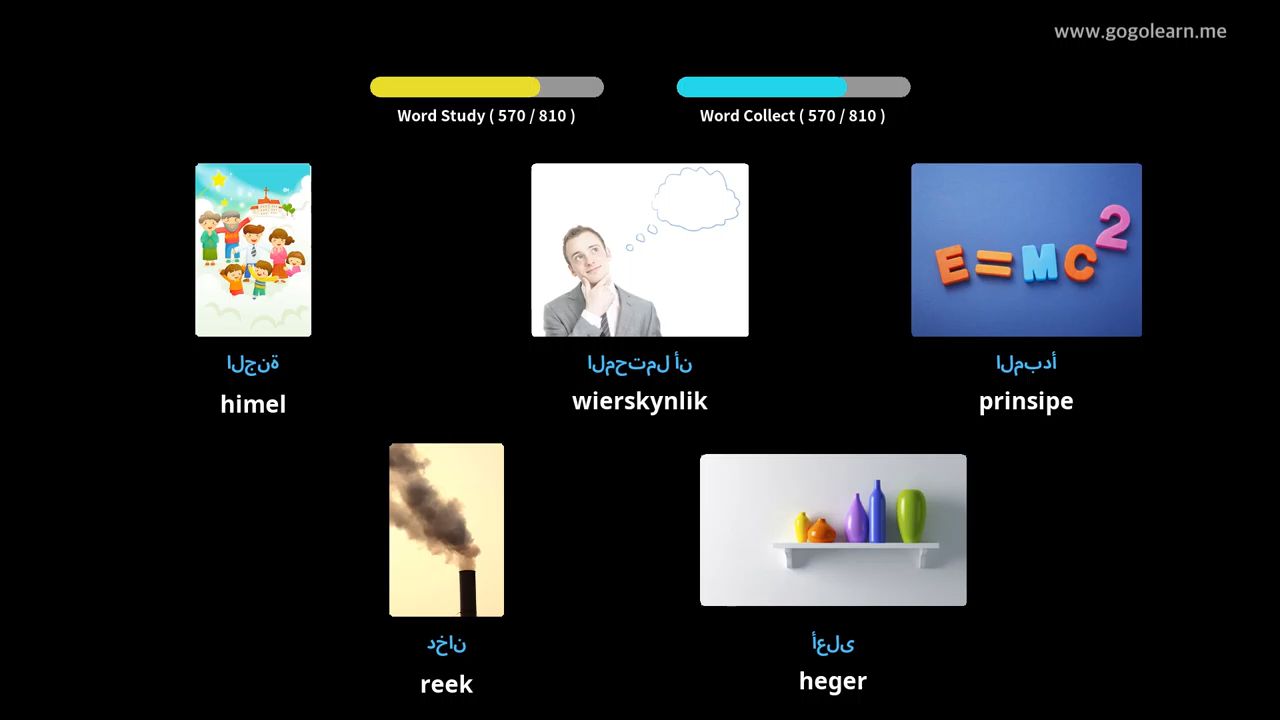 www.gogolearn.me
Word Study ( 570 / 810 )
Word Collect ( 570 / 810 )
الجنة
himel
المحتمل أن
wierskynlik
المبدأ
prinsipe
E=MC2
دخان
reek
أعلى
heger